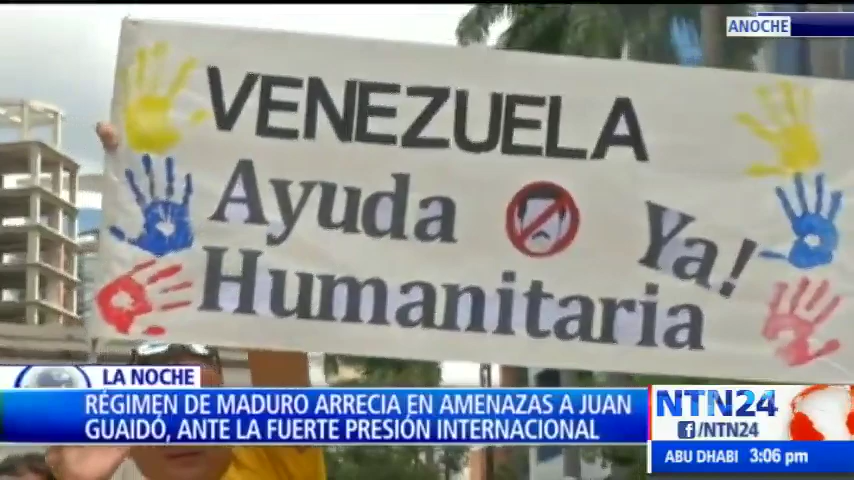 ANOCHE
VENEZUELA
Ayuda Ya!
Humanitaria
LA NOCHE
RÉGIMEN DE MADURO ARRECIA EN AMENAZAS A JUAN
GUAIDÓ, ANTE LA FUERTE PRESIÓN INTERNACIONAL
NTN24
f/NTN24
ABU DHABI 3:06 pm